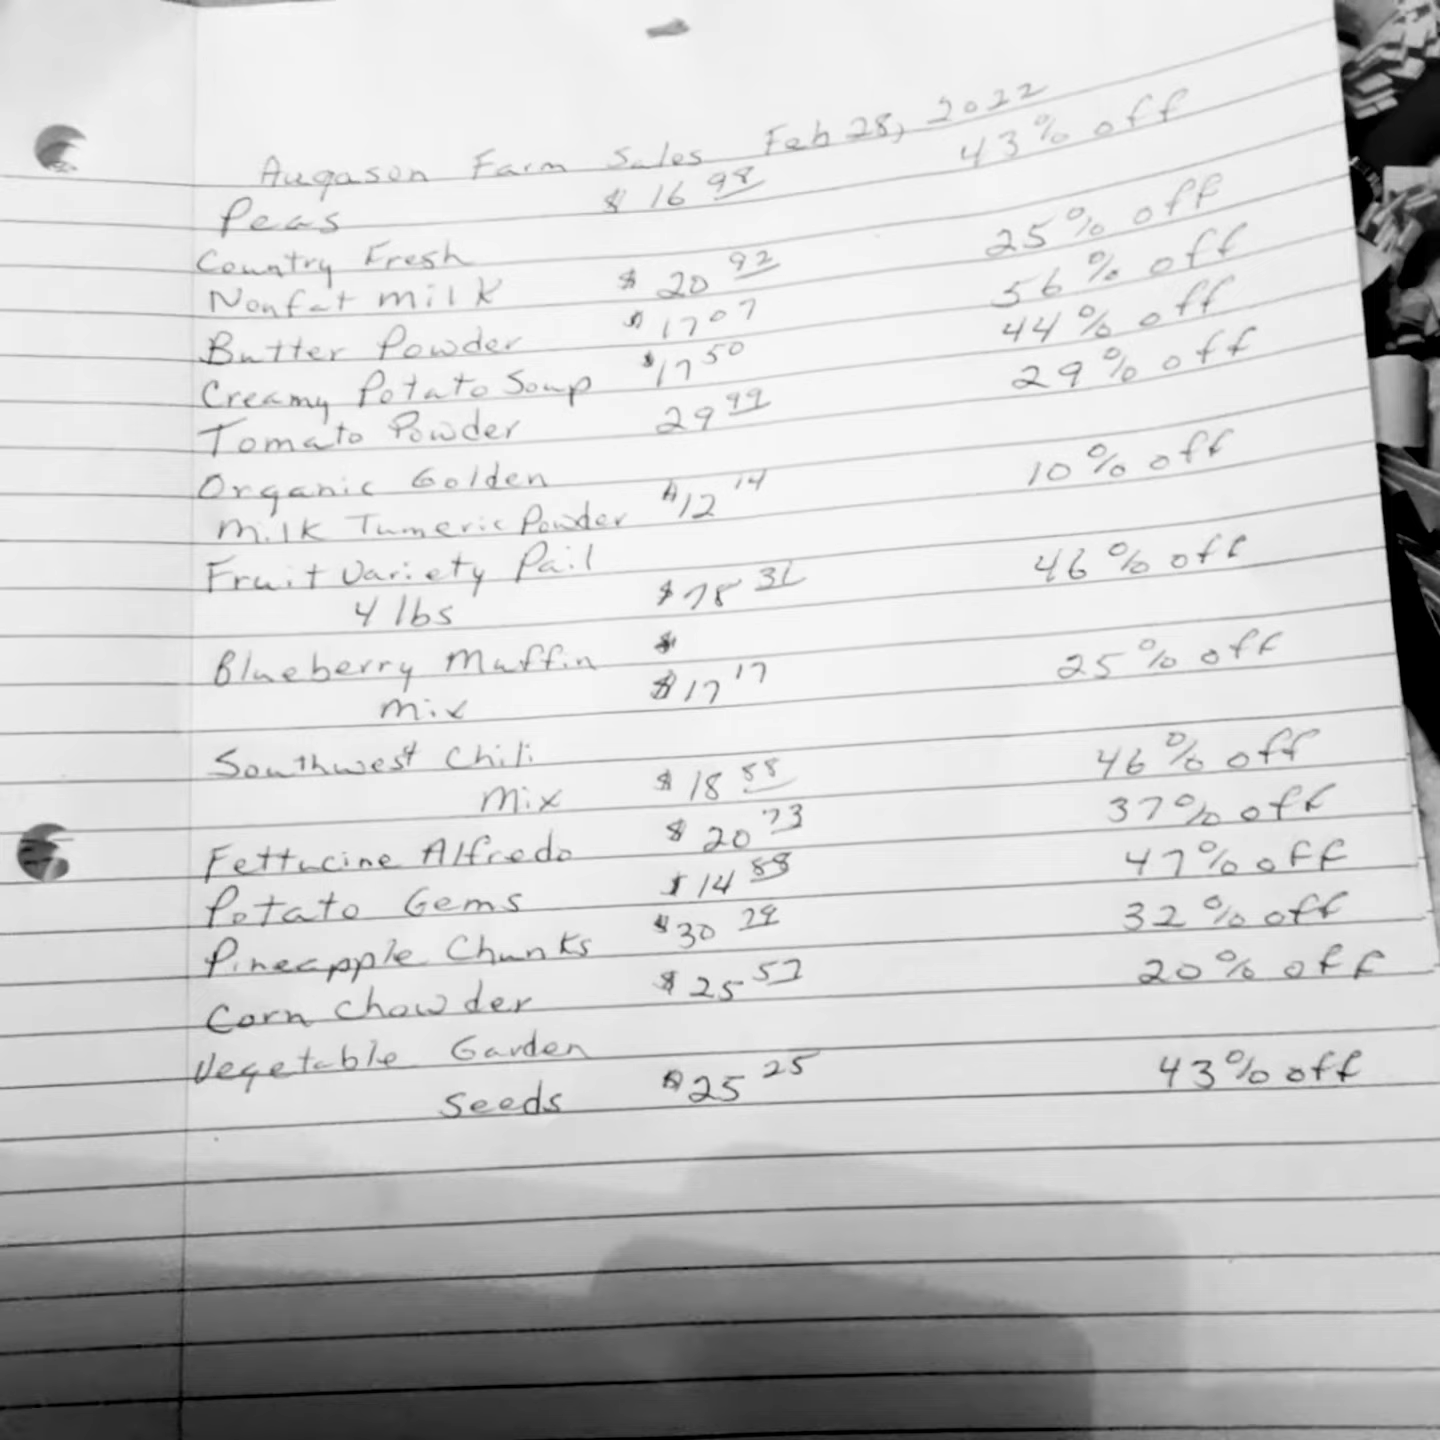 Augason Farm Sales Feb 28, 2022
Peas $16 98 43% off
Country Fresh
Nonfat milk $20 92 25% off
Butter Powder $17 07 56% off
Creamy Potato Soup $17 50 44% off
Tomato Powder 29 99 29% off
Organic Golden
Milk Tumeric Powder $12 14 10% off
Fruit Variety Pail
4 lbs 46% off
Blueberry Muffin $
Mix $17 17 25% off
Southwest Chili
Mix $18 88 46% off
Fettucine Alfredo $20 73 37% off
Potato Gems $14 88 47% off
Pineapple Chunks $30 32% off
Corn Chowder $25 20% off
Vegetable Garden
Seeds $25 25 43% off